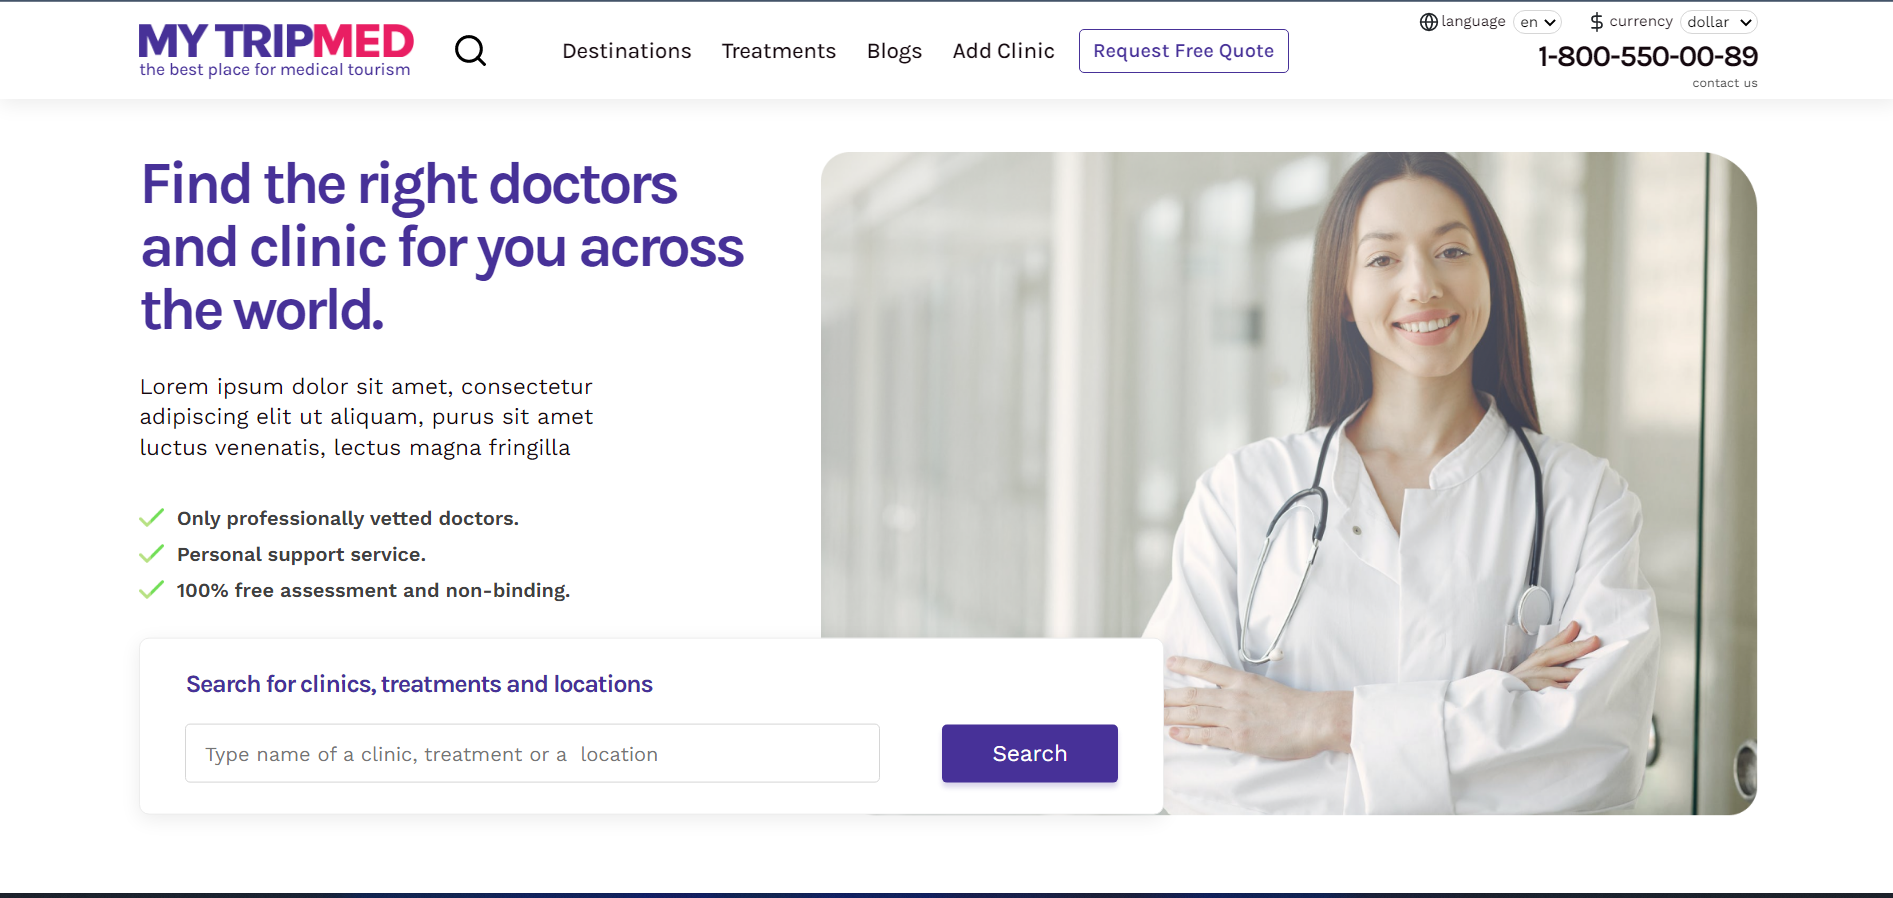 MY TRIPMED
the best place for medical tourism
Destinations
Treatments
Blogs
Add Clinic
Request Free Quote
language
en
currency
dollar
1-800-550-00-89
contact us
Find the right doctors
and clinic for you across
the world.
Lorem ipsum dolor sit amet, consectetur
adipiscing elit ut aliquam, purus sit amet
luctus venenatis, lectus magna fringilla
Only professionally vetted doctors.
Personal support service.
100% free assessment and non-binding.
Search for clinics, treatments and locations
Type name of a clinic, treatment or a  location
Search